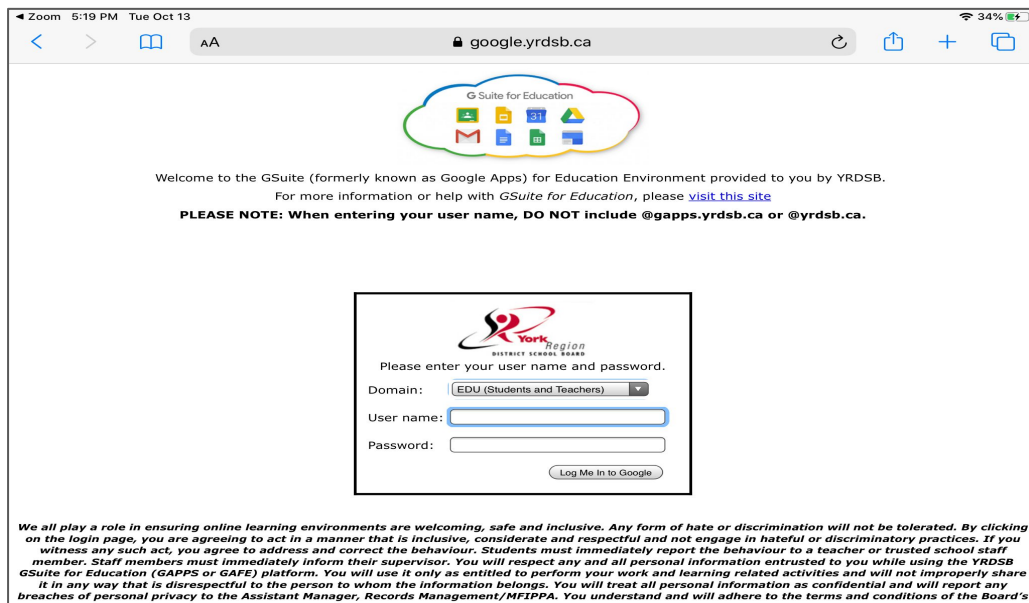 Zoom 5:19 PM Tue Oct 13 34%
AA google.yrdsb.ca
G Suite for Education
31
Welcome to the GSuite (formerly known as Google Apps) for Education Environment provided to you by YRDSB.
For more information or help with GSuite for Education, please visit this site
PLEASE NOTE: When entering your user name, DO NOT include @gapps.yrdsb.ca or @yrdsb.ca.
York
Region
DISTRICT SCHOOL BOARD
Please enter your user name and password.
Domain: EDU (Students and Teachers)
User name:
Password:
Log Me In to Google
We all play a role in ensuring online learning environments are welcoming, safe and inclusive. Any form of hate or discrimination will not be tolerated. By clicking
on the login page, you are agreeing to act in a manner that is inclusive, considerate and respectful and not engage in hateful or discriminatory practices. If you
witness any such act, you agree to address and correct the behaviour. Students must immediately report the behaviour to a teacher or trusted school staff
member. Staff members must immediately inform their supervisor. You will respect any and all personal information entrusted to you while using the YRDSB
GSuite for Education (GAPPS or GAFE) platform. You will use it only as entitled to perform your work and learning related activities and will not improperly share
it in any way that is disrespectful to the person to whom the information belongs. You will treat all personal information as confidential and will report any
breaches of personal privacy to the Assistant Manager, Records Management/MFIPPA. You understand and will adhere to the terms and conditions of the Board's